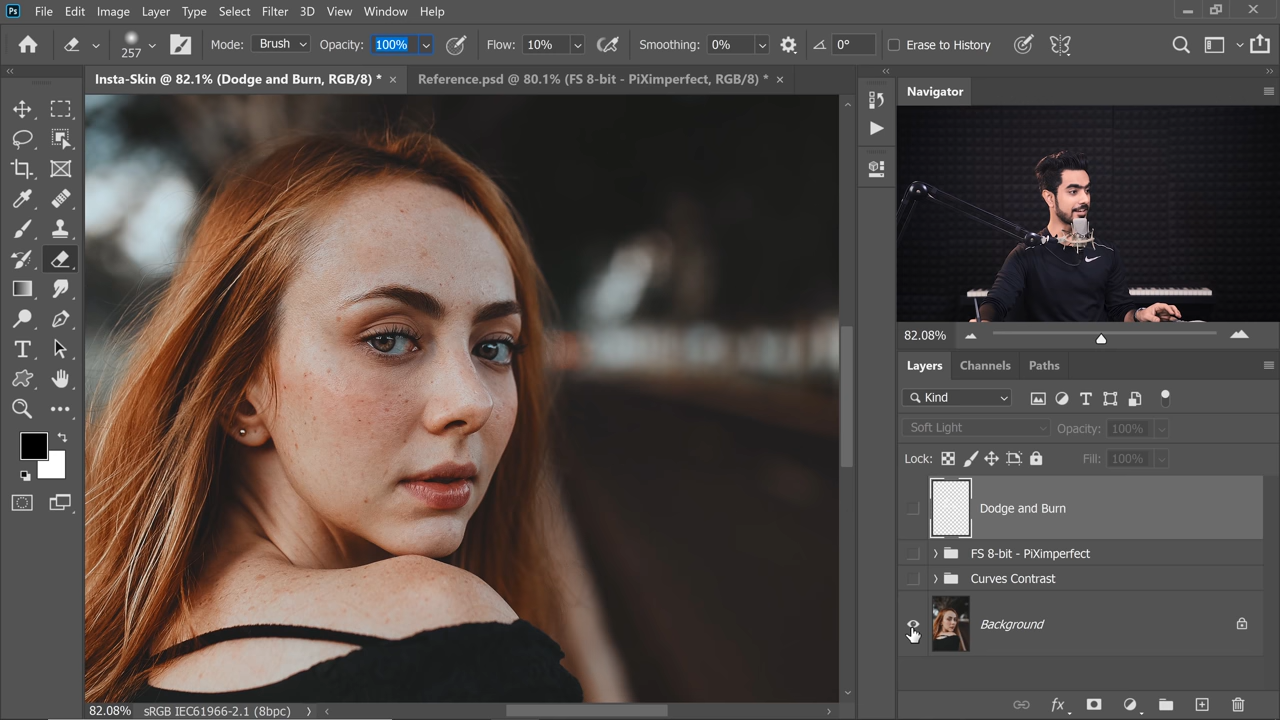 Ps File Edit Image Layer Type Select Filter 3D View Window Help
257 Mode: Brush Opacity: 100% Flow: 10% Smoothing: 0% 0° Erase to History
Insta-Skin @ 82.1% (Dodge and Burn, RGB/8) * × Reference.psd @ 80.1% (FS 8-bit - PiXimperfect, RGB/8) * ×
Navigator
82.08%
Layers Channels Paths
Kind
Soft Light Opacity: 100%
Lock: Fill: 100%
Dodge and Burn
FS 8-bit - PiXimperfect
Curves Contrast
Background
fx
82.08% sRGB IEC61966-2.1 (8bpc)